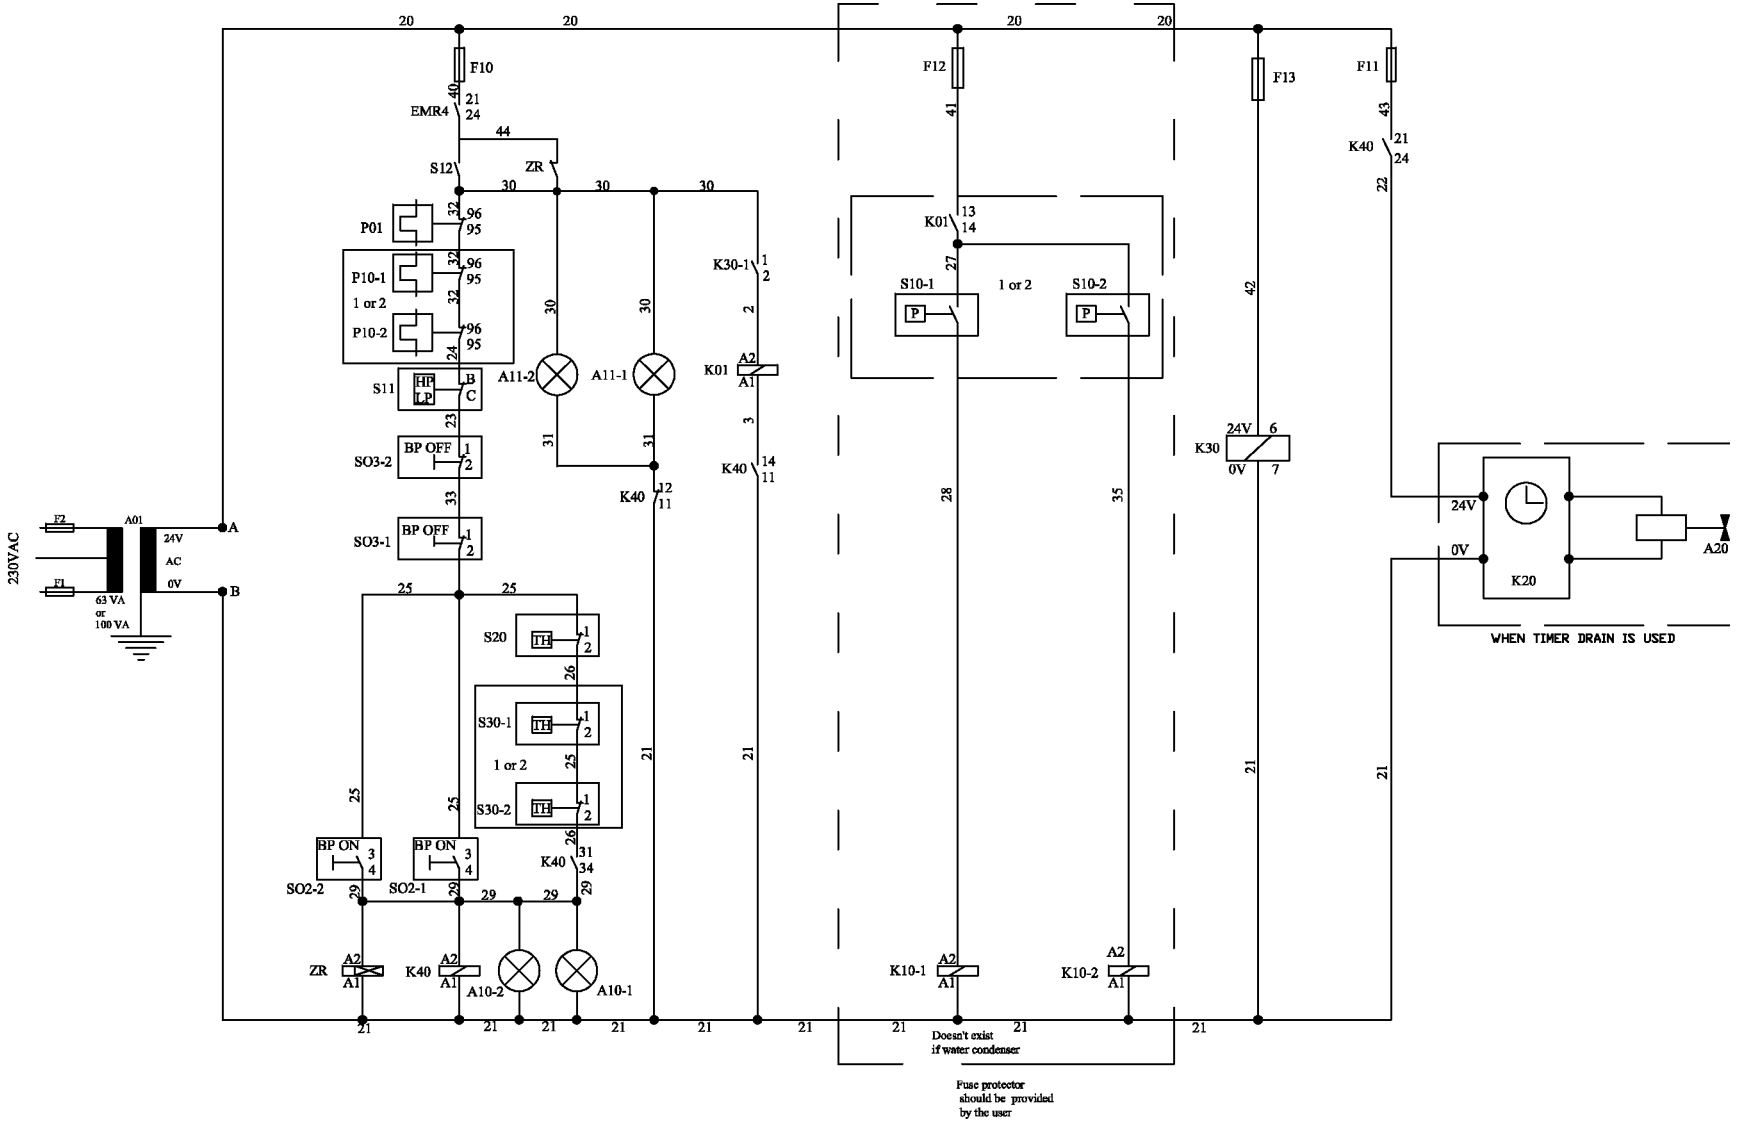 20
20
20
20
F10
40
21
EMR4
24
44
S12
ZR
30
30
30
32
96
P01
95
32
96
P10-1
95
1 or 2
32
P10-2
96
95
24
S11
HP
LP
B
C
23
BP OFF
SO3-2
1
2
33
BP OFF
SO3-1
1
2
25
25
30
30
A11-2
A11-1
31
31
K40
12
11
21
K30-1
1
2
2
K01
A2
A1
3
K40
14
11
21
S20
TH
1
2
26
S30-1
TH
1
2
1 or 2
25
S30-2
TH
1
2
26
K40
31
34
29
25
25
BP ON
3
4
SO2-2
29
BP ON
3
4
SO2-1
29
29
29
ZR
A2
A1
K40
A2
A1
A10-2
A10-1
21
21
21
21
21
21
21
21
21
230VAC
F2
F1
A01
24V
AC
0V
63 VA
or
100 VA
A
B
F12
41
K01
13
14
27
S10-1
P
1 or 2
S10-2
P
28
35
K10-1
A2
A1
K10-2
A2
A1
Doesn't exist
if water condenser
Fuse protector
should be provided
by the user
F13
42
24V
6
K30
0V
7
21
F11
43
K40
21
24
22
21
24V
0V
K20
A20
WHEN TIMER DRAIN IS USED